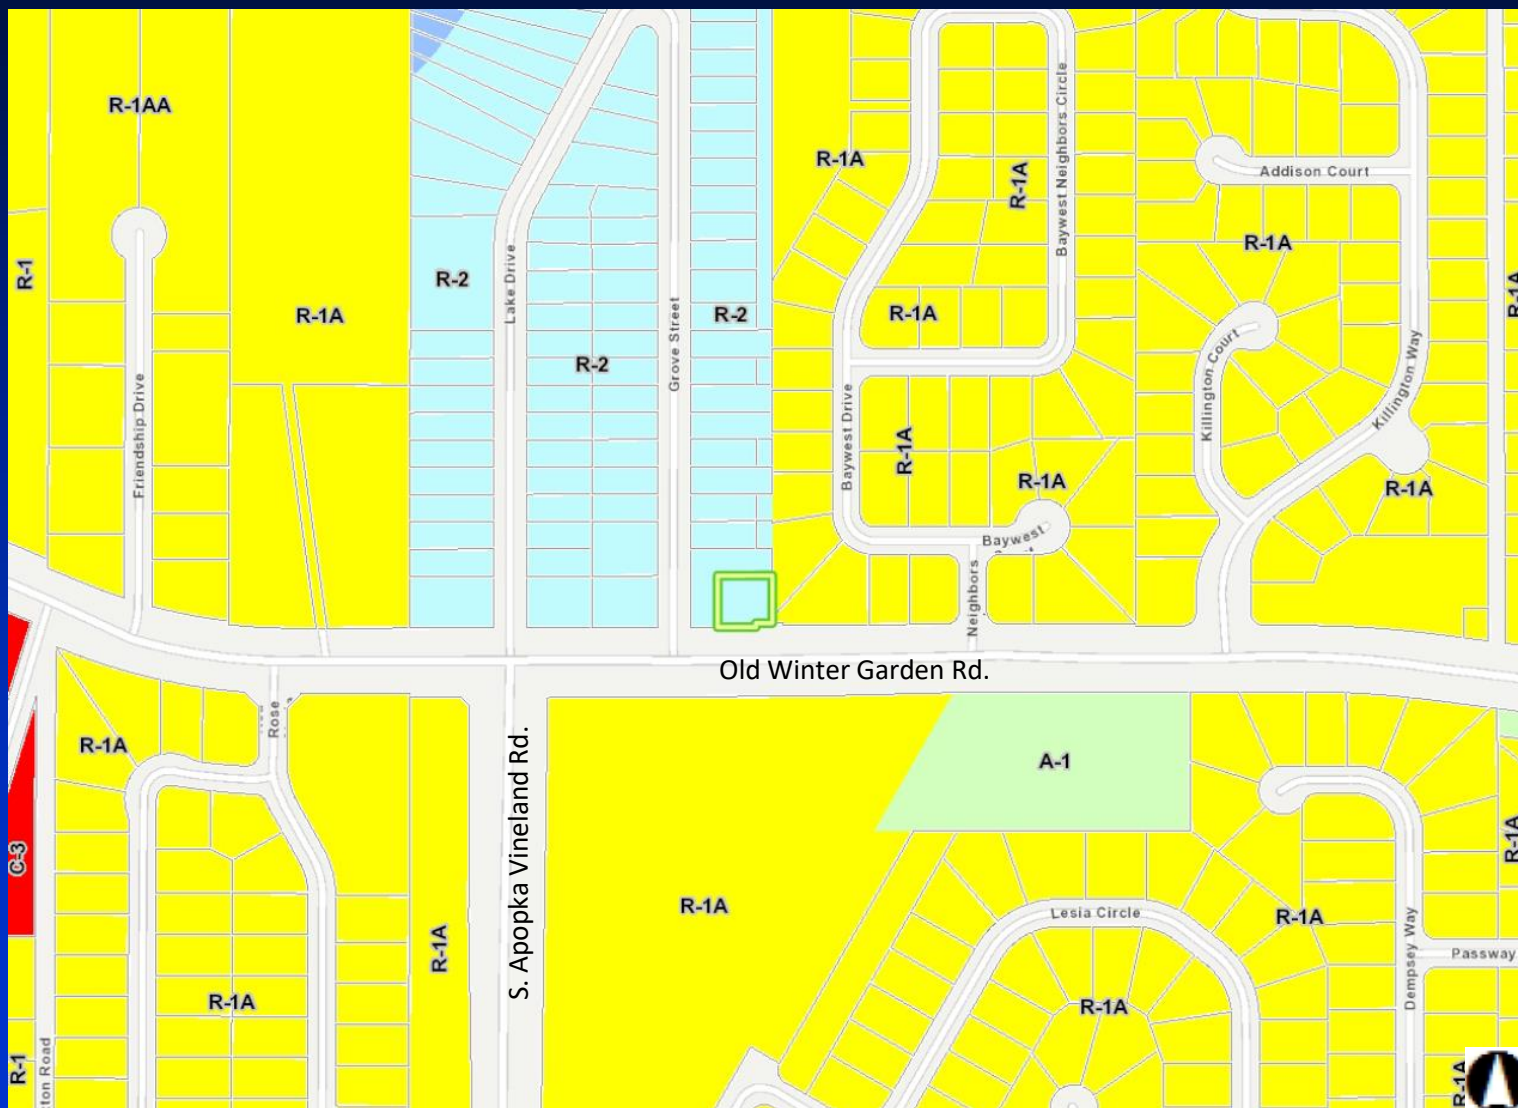 R-1AA
R-1A
Addison Court
Baywest Neighbors Circle
R-1A
R-1A
R-1
R-2
Lake Drive
R-1A
R-1A
R-2
Grove Street
R-2
R-1A
Killington Court
Killington Way
R-2
Friendship Drive
Baywest Drive
R-1A
R-1A
R-1A
Baywest
Neighbors
Old Winter Garden Rd.
Rose
R-1A
S. Apopka Vineland Rd.
A-1
C-3
R-1A
R-1A
R-1A
Lesia Circle
R-1A
Dempsey Way
Passway
R-1A
R-1A
R-1
R-1A